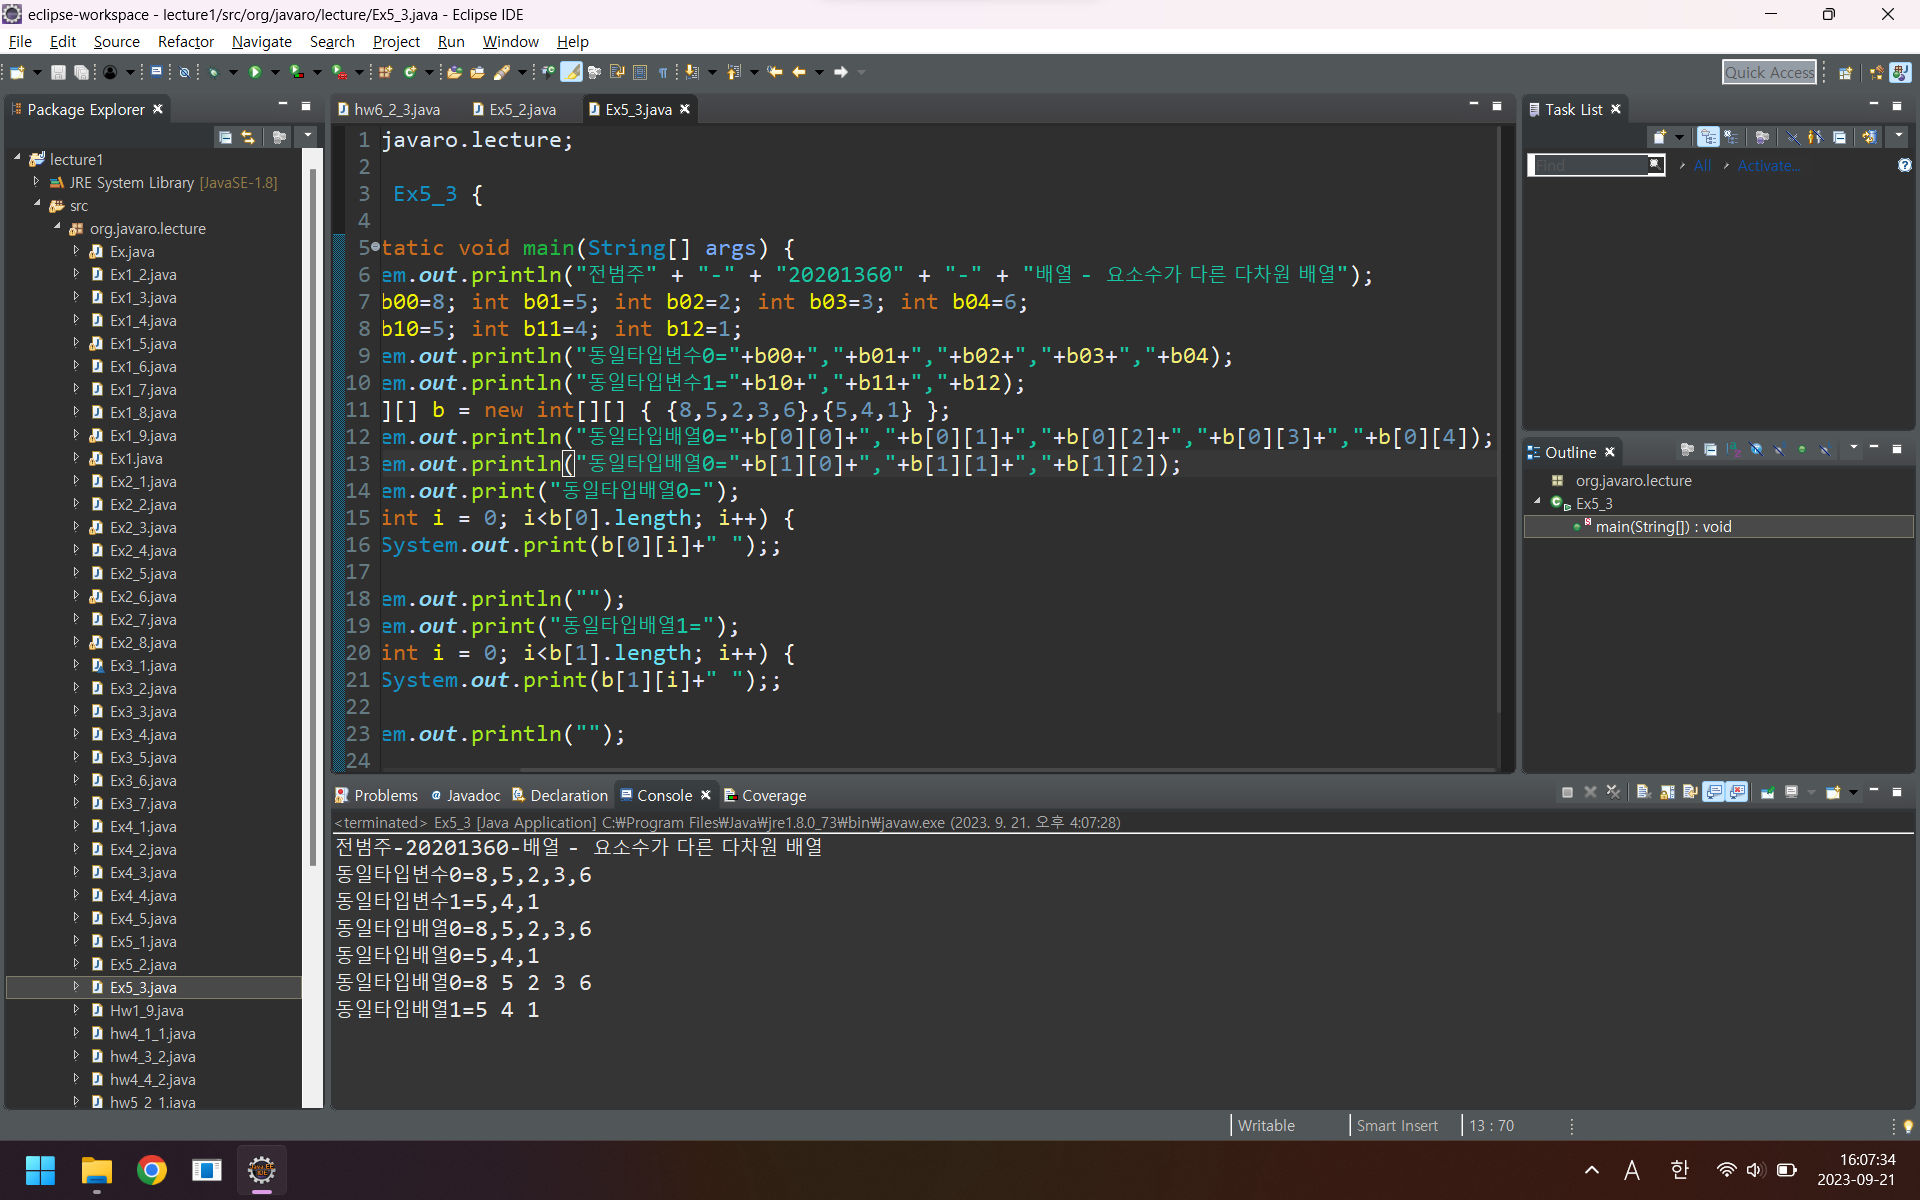 eclipse-workspace - lecture1/src/org/javaro/lecture/Ex5_3.java - Eclipse IDE
File Edit Source Refactor Navigate Search Project Run Window Help
Quick Access
Package Explorer
lecture1
JRE System Library [JavaSE-1.8]
src
org.javaro.lecture
Ex.java
Ex1_2.java
Ex1_3.java
Ex1_4.java
Ex1_5.java
Ex1_6.java
Ex1_7.java
Ex1_8.java
Ex1_9.java
Ex1.java
Ex2_1.java
Ex2_2.java
Ex2_3.java
Ex2_4.java
Ex2_5.java
Ex2_6.java
Ex2_7.java
Ex2_8.java
Ex3_1.java
Ex3_2.java
Ex3_3.java
Ex3_4.java
Ex3_5.java
Ex3_6.java
Ex3_7.java
Ex4_1.java
Ex4_2.java
Ex4_3.java
Ex4_4.java
Ex4_5.java
Ex5_1.java
Ex5_2.java
Ex5_3.java
Hw1_9.java
hw4_1_1.java
hw4_3_2.java
hw4_4_2.java
hw5_2_1.java
hw6_2_3.java Ex5_2.java Ex5_3.java
1 javaro.lecture;
2
3 Ex5_3 {
4
5 tatic void main(String[] args) {
6 em.out.println("전범주" + "-" + "20201360" + "-" + "배열 - 요소수가 다른 다차원 배열");
7 b00=8; int b01=5; int b02=2; int b03=3; int b04=6;
8 b10=5; int b11=4; int b12=1;
9 em.out.println("동일타입변수0="+b00+","+b01+","+b02+","+b03+","+b04);
10 em.out.println("동일타입변수1="+b10+","+b11+","+b12);
11 ][] b = new int[][] { {8,5,2,3,6},{5,4,1} };
12 em.out.println("동일타입배열0="+b[0][0]+","+b[0][1]+","+b[0][2]+","+b[0][3]+","+b[0][4]);
13 em.out.println("동일타입배열0="+b[1][0]+","+b[1][1]+","+b[1][2]);
14 em.out.print("동일타입배열0=");
15 int i = 0; i<b[0].length; i++) {
16 System.out.print(b[0][i]+" ");;
17
18 em.out.println("");
19 em.out.print("동일타입배열1=");
20 int i = 0; i<b[1].length; i++) {
21 System.out.print(b[1][i]+" ");;
22
23 em.out.println("");
24
Task List
Find All Activate...
Outline
org.javaro.lecture
Ex5_3
main(String[]) : void
Problems @ Javadoc Declaration Console Coverage
<terminated> Ex5_3 [Java Application] C:₩Program Files₩Java₩jre1.8.0_73₩bin₩javaw.exe (2023. 9. 21. 오후 4:07:28)
전범주-20201360-배열 - 요소수가 다른 다차원 배열
동일타입변수0=8,5,2,3,6
동일타입변수1=5,4,1
동일타입배열0=8,5,2,3,6
동일타입배열0=5,4,1
동일타입배열0=8 5 2 3 6
동일타입배열1=5 4 1
Writable Smart Insert 13 : 70
A 한 16:07:34
2023-09-21